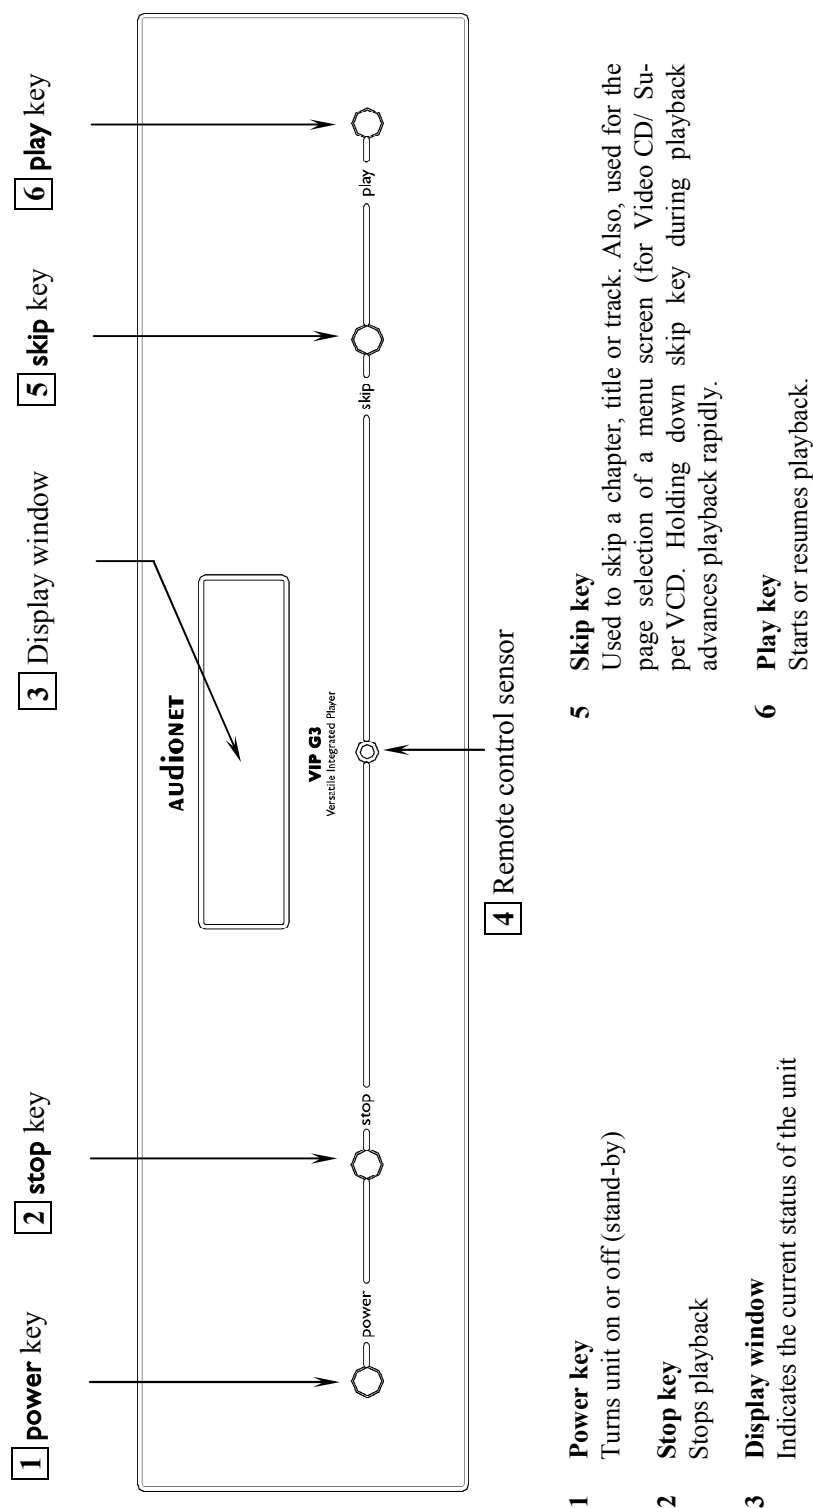 1 power key
2 stop key
3 Display window
5 skip key
6 play key
AUDIONET
VIP G3
Versatile Integrated Player
power
stop
skip
play
4 Remote control sensor
1 Power key
Turns unit on or off (stand-by)
2 Stop key
Stops playback
3 Display window
Indicates the current status of the unit
5 Skip key
Used to skip a chapter, title or track. Also, used for the
page selection of a menu screen (for Video CD/ Su-
per VCD. Holding down skip key during playback
advances playback rapidly.
6 Play key
Starts or resumes playback.